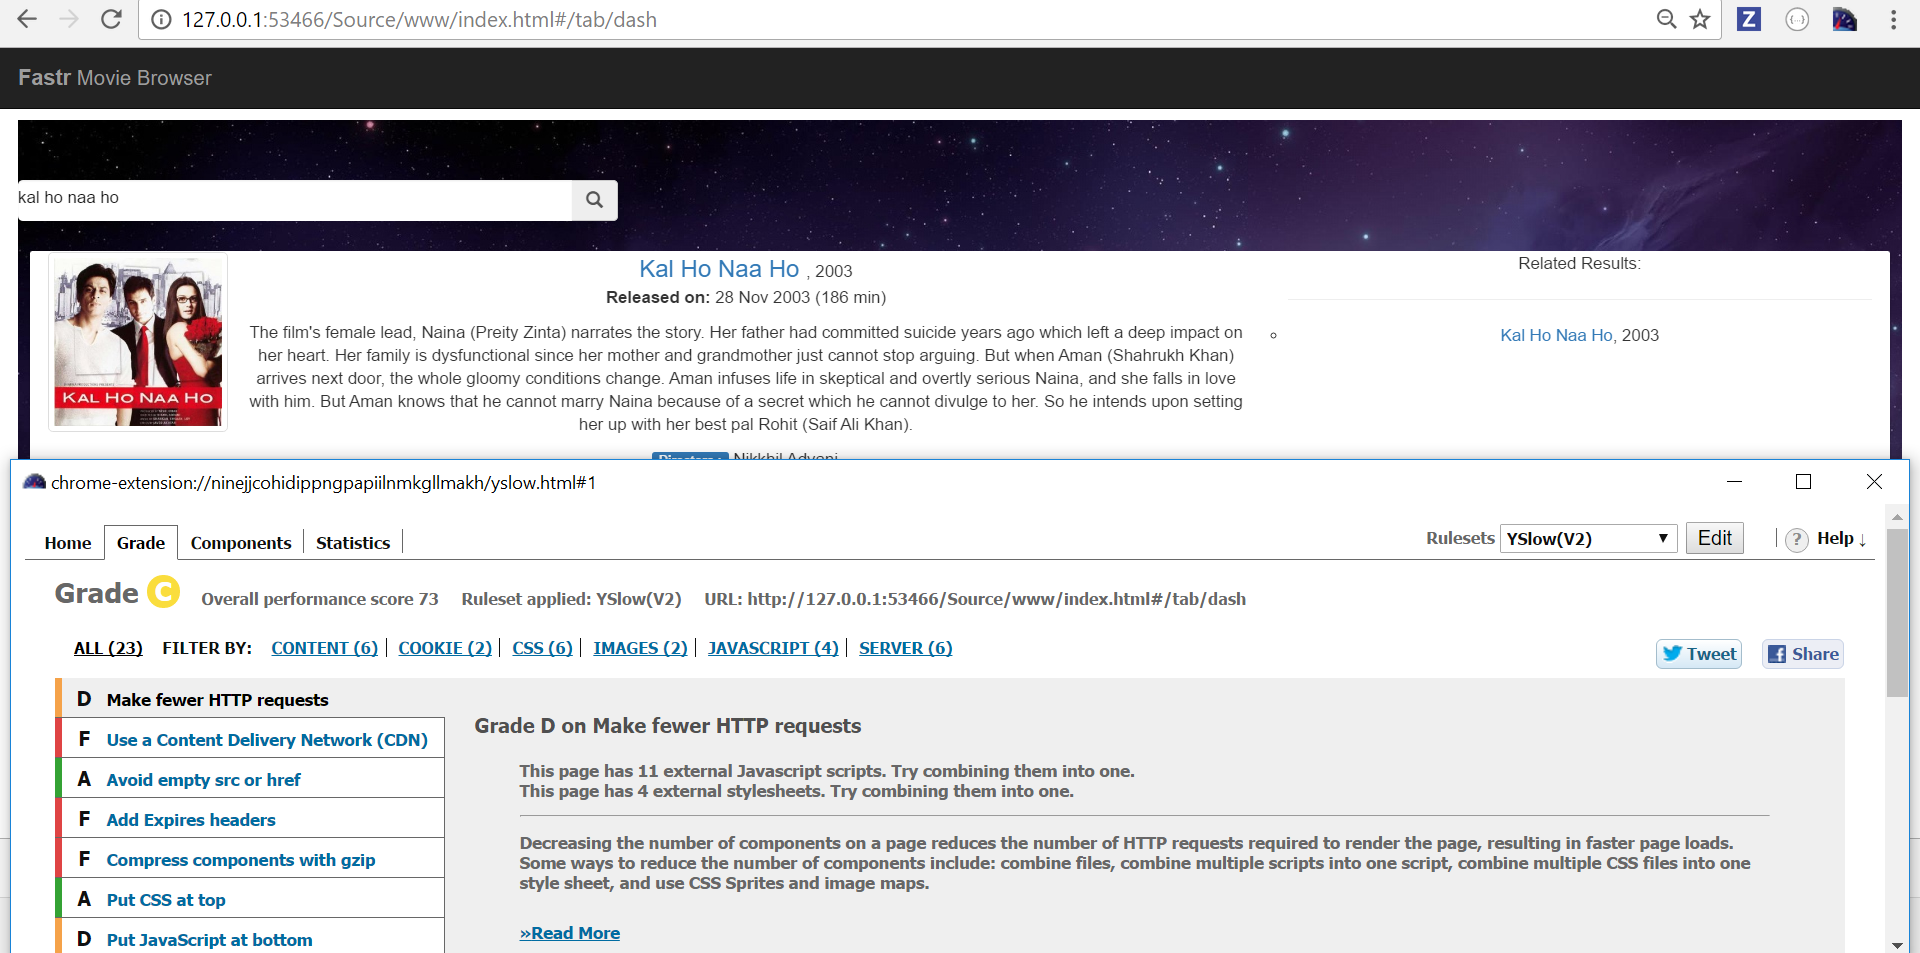 127.0.0.1:53466/Source/www/index.html#/tab/dash
Z
Fastr Movie Browser
kal ho naa ho
KAL HO NAA HO
Kal Ho Naa Ho , 2003
Released on: 28 Nov 2003 (186 min)
The film's female lead, Naina (Preity Zinta) narrates the story. Her father had committed suicide years ago which left a deep impact on
her heart. Her family is dysfunctional since her mother and grandmother just cannot stop arguing. But when Aman (Shahrukh Khan)
arrives next door, the whole gloomy conditions change. Aman infuses life in skeptical and overtly serious Naina, and she falls in love
with him. But Aman knows that he cannot marry Naina because of a secret which he cannot divulge to her. So he intends upon setting
her up with her best pal Rohit (Saif Ali Khan).
Nikkhil Advani
Related Results:
Kal Ho Naa Ho, 2003
chrome-extension://ninejjcohidippngpapiilnmkgllmakh/yslow.html#1
Home Grade Components Statistics
Rulesets YSlow(V2) Edit ? Help ↓
Grade C Overall performance score 73 Ruleset applied: YSlow(V2) URL: http://127.0.0.1:53466/Source/www/index.html#/tab/dash
ALL (23) FILTER BY: CONTENT (6) COOKIE (2) CSS (6) IMAGES (2) JAVASCRIPT (4) SERVER (6)
Tweet Share
D Make fewer HTTP requests
F Use a Content Delivery Network (CDN)
A Avoid empty src or href
F Add Expires headers
F Compress components with gzip
A Put CSS at top
D Put JavaScript at bottom
Grade D on Make fewer HTTP requests
This page has 11 external Javascript scripts. Try combining them into one.
This page has 4 external stylesheets. Try combining them into one.
Decreasing the number of components on a page reduces the number of HTTP requests required to render the page, resulting in faster page loads.
Some ways to reduce the number of components include: combine files, combine multiple scripts into one script, combine multiple CSS files into one
style sheet, and use CSS Sprites and image maps.
»Read More